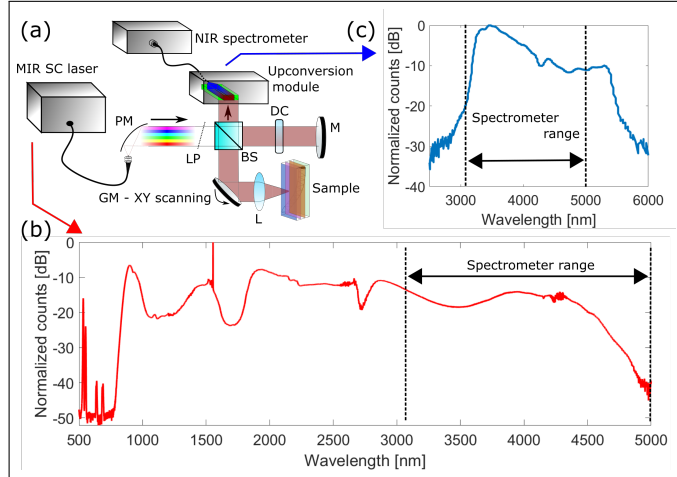 (a)
NIR spectrometer
MIR SC laser
Upconversion
module
PM
DC
M
LP
BS
GM - XY scanning
L
Sample
(c)
Normalized counts [dB]
0
-10
-20
-30
-40
Spectrometer
range
3000 4000 5000 6000
Wavelength [nm]
(b)
Normalized counts [dB]
0
-10
-20
-30
-40
-50
Spectrometer range
500 1000 1500 2000 2500 3000 3500 4000 4500 5000
Wavelength [nm]